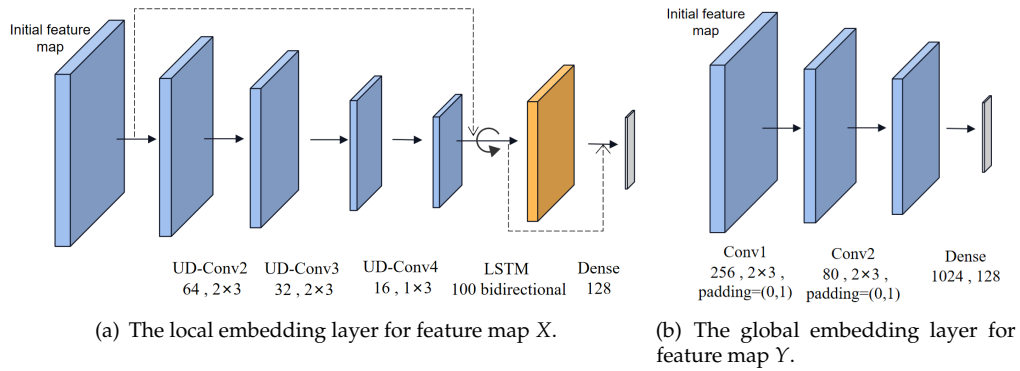 Initial feature
map
UD-Conv2
64 , 2×3
UD-Conv3
32 , 2×3
UD-Conv4
16 , 1×3
LSTM
100 bidirectional
Dense
128
(a) The local embedding layer for feature map X.
Initial feature
map
Conv1
256 , 2×3 ,
padding=(0,1)
Conv2
80 , 2×3 ,
padding=(0,1)
Dense
1024 , 128
(b) The global embedding layer for
feature map Y.